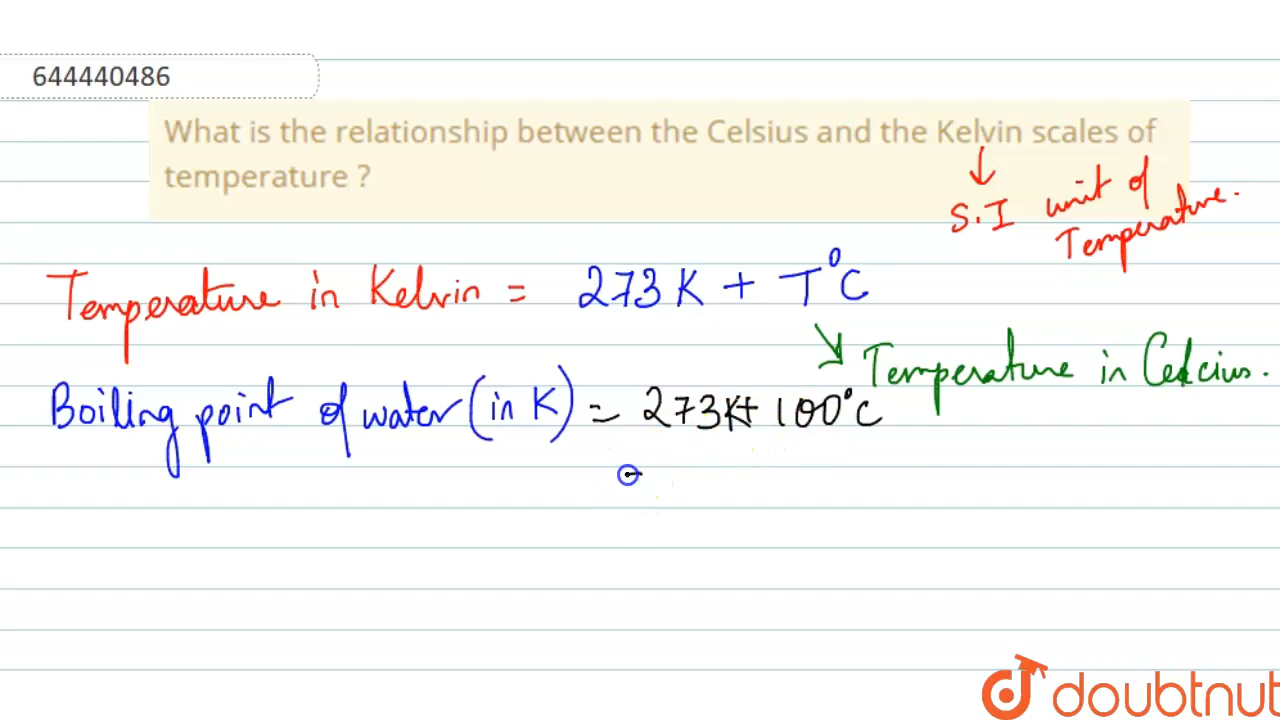 644440486
What is the relationship between the Celsius and the Kelvin scales of
temperature ?
S.I unit of
Temperature.
Temperature in Kelvin = 273 K + T°C
Temperature in Celcius.
Boiling point of water (in K) = 273K+ 100°C
doubtnut